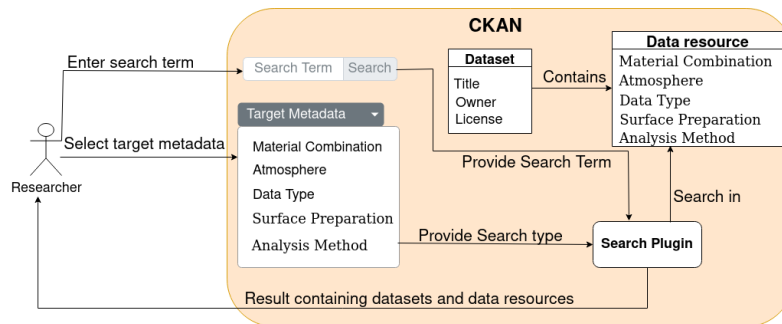 CKAN
Enter search term
Search Term Search
Dataset
Title
Owner
License
Contains
Data resource
Material Combination
Atmosphere
Data Type
Surface Preparation
Analysis Method
Target Metadata
Select target metadata
Researcher
Material Combination
Atmosphere
Data Type
Surface Preparation
Analysis Method
Provide Search Term
Search in
Provide Search type
Search Plugin
Result containing datasets and data resources